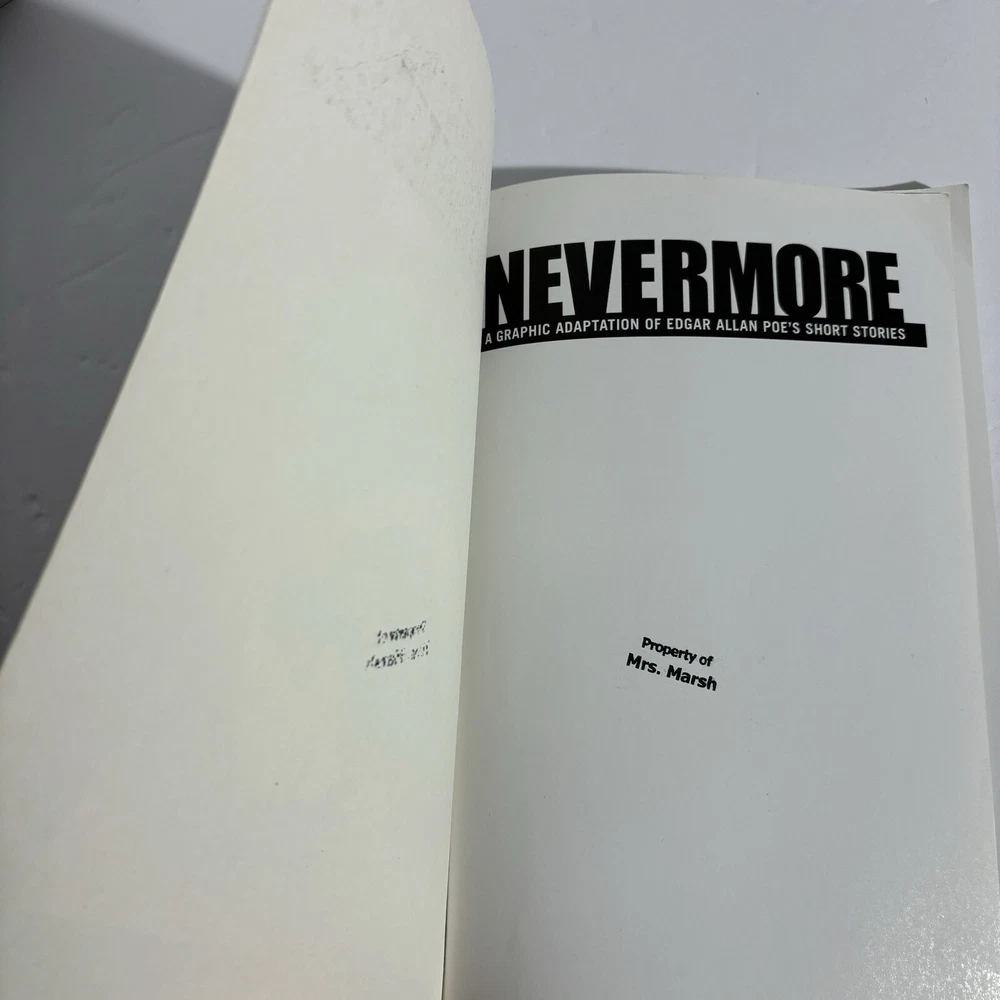 NEVERMORE
A GRAPHIC ADAPTATION OF EDGAR ALLAN POE'S SHORT STORIES
Property of
Mrs. Marsh